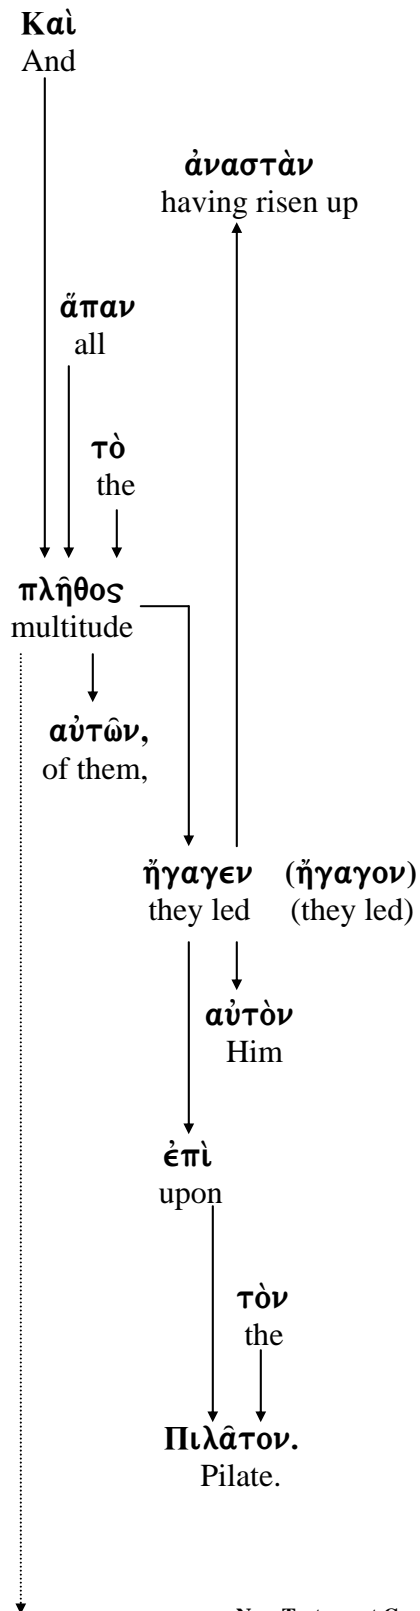 Καὶ
And
ἀναστὰν
having risen up
ἅπαν
all
τὸ
the
πλῆθος
multitude
αὐτῶν,
of them,
ἤγαγεν (ἤγαγον)
they led (they led)
αὐτὸν
Him
ἐπὶ
upon
τὸν
the
Πιλᾶτον.
Pilate.